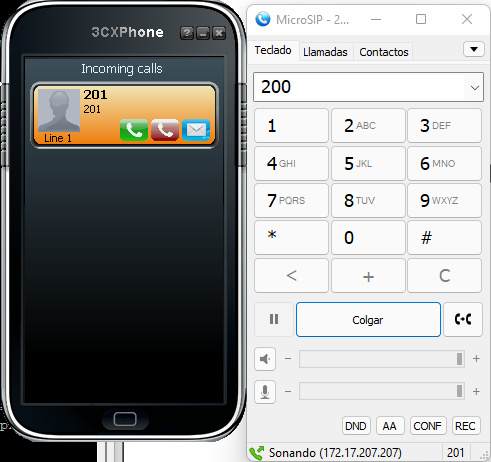 3CXPhone
Incoming calls
201
201
Line 1
MicroSIP - 2...
Teclado
Llamadas
Contactos
200
1
2 ABC
3 DEF
4 GHI
5 JKL
6 MNO
7 PQRS
8 TUV
9 WXYZ
*
0
#
<
+
C
Colgar
− +
− +
DND
AA
CONF
REC
Sonando (172.17.207.207)
201